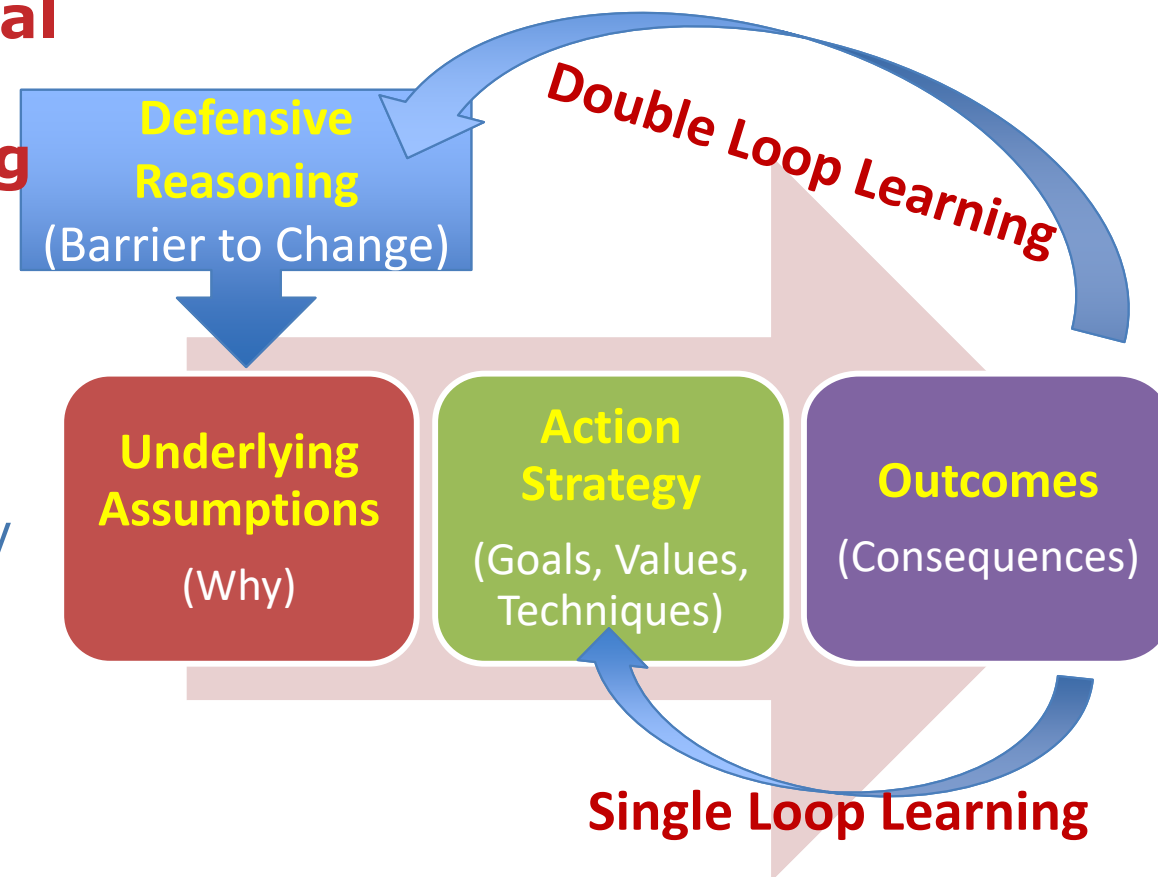 al
g
Defensive
Reasoning
(Barrier to Change)
Double Loop Learning
Underlying
Assumptions
(Why)
Action
Strategy
(Goals, Values,
Techniques)
Outcomes
(Consequences)
Single Loop Learning